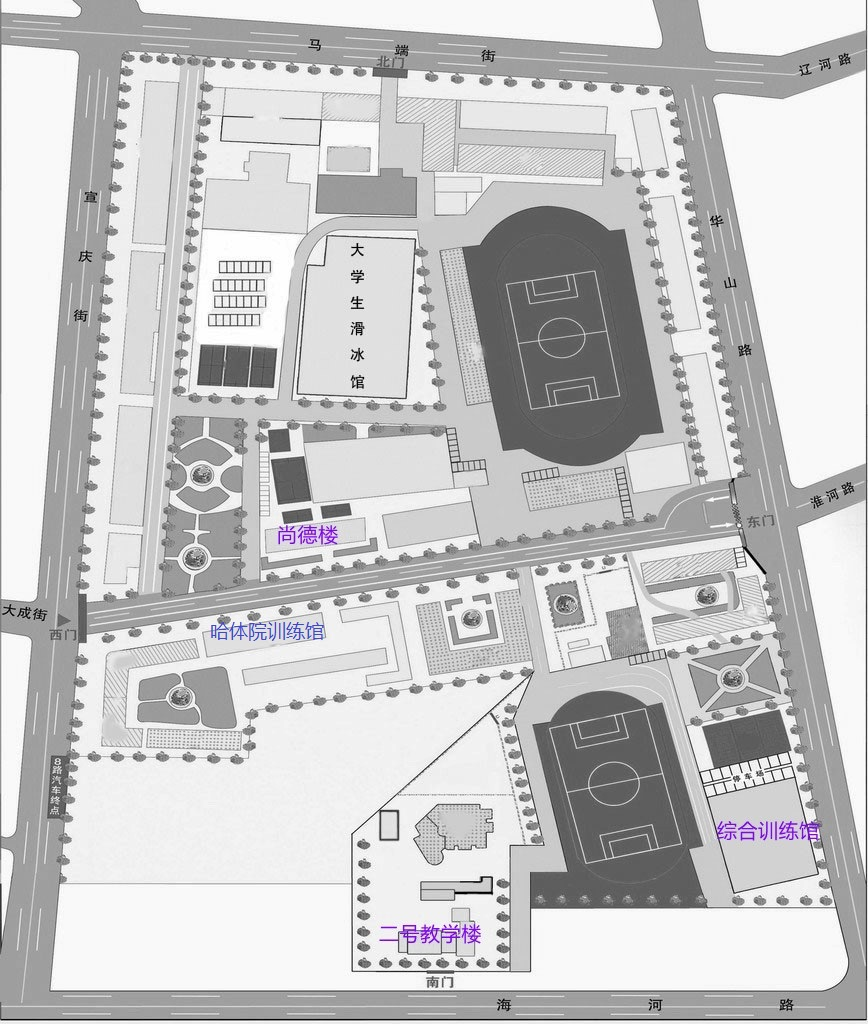 马端街
北门
辽河路
宣庆街
华山路
大学生滑冰馆
淮河路
东门
尚德楼
大成街
西门
哈体院训练馆
8路汽车终点
停车场
综合训练馆
二号教学楼
南门
海河路